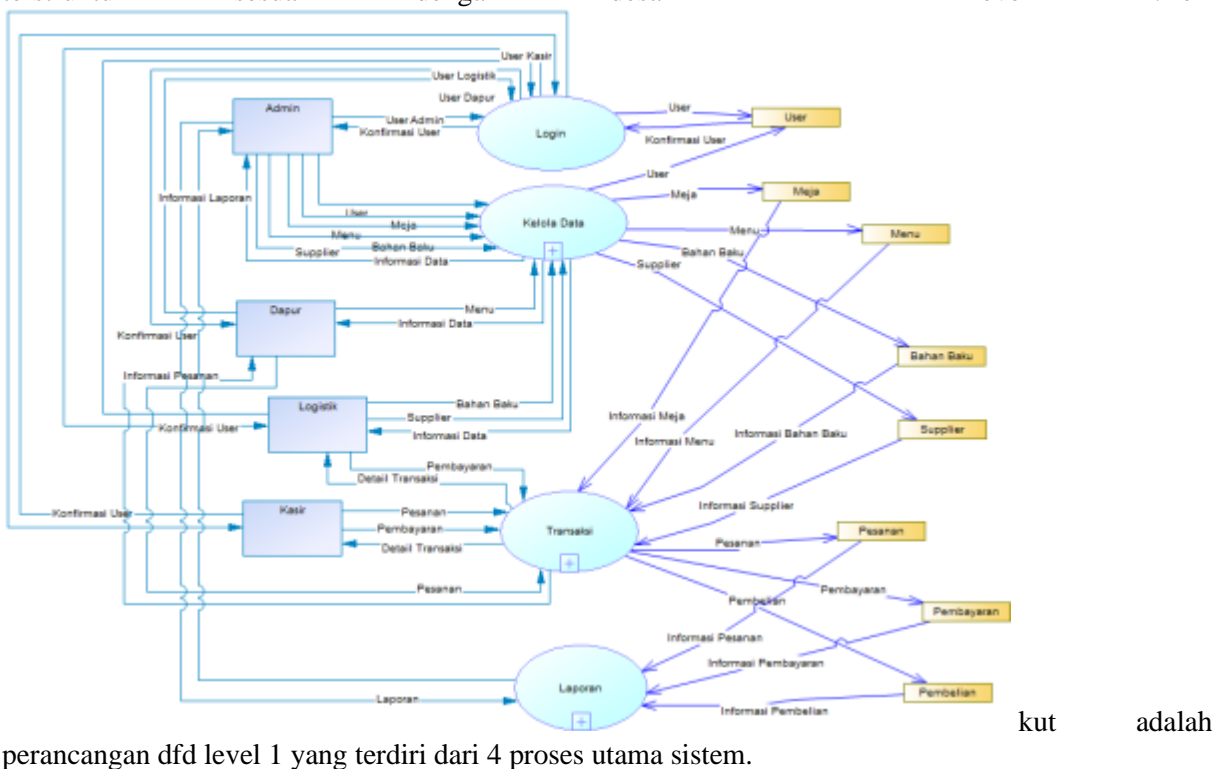 User Kasir
User Logistik
User Dapur
Admin
User Admin
Konfirmasi User
Login
User
User
Konfirmasi User
User
Meja
Meja
Informasi Laporan
User
Meja
Menu
Supplier
Bahan Baku
Informasi Data
Kelola Data
Menu
Menu
Bahan Baku
Supplier
Dapur
Menu
Informasi Data
Konfirmasi User
Bahan Baku
Informasi Pesanan
Logistik
Bahan Baku
Supplier
Informasi Data
Konfirmasi User
Informasi Meja
Informasi Menu
Informasi Bahan Baku
Supplier
Pembayaran
Detail Transaksi
Informasi Supplier
Konfirmasi User
Kasir
Pesanan
Pembayaran
Detail Transaksi
Transaksi
Pesanan
Pesanan
Pesanan
Pembelian
Pembayaran
Pembayaran
Informasi Pesanan
Informasi Pembayaran
Laporan
Laporan
Informasi Pembelian
Pembelian
kut adalah
perancangan dfd level 1 yang terdiri dari 4 proses utama sistem.